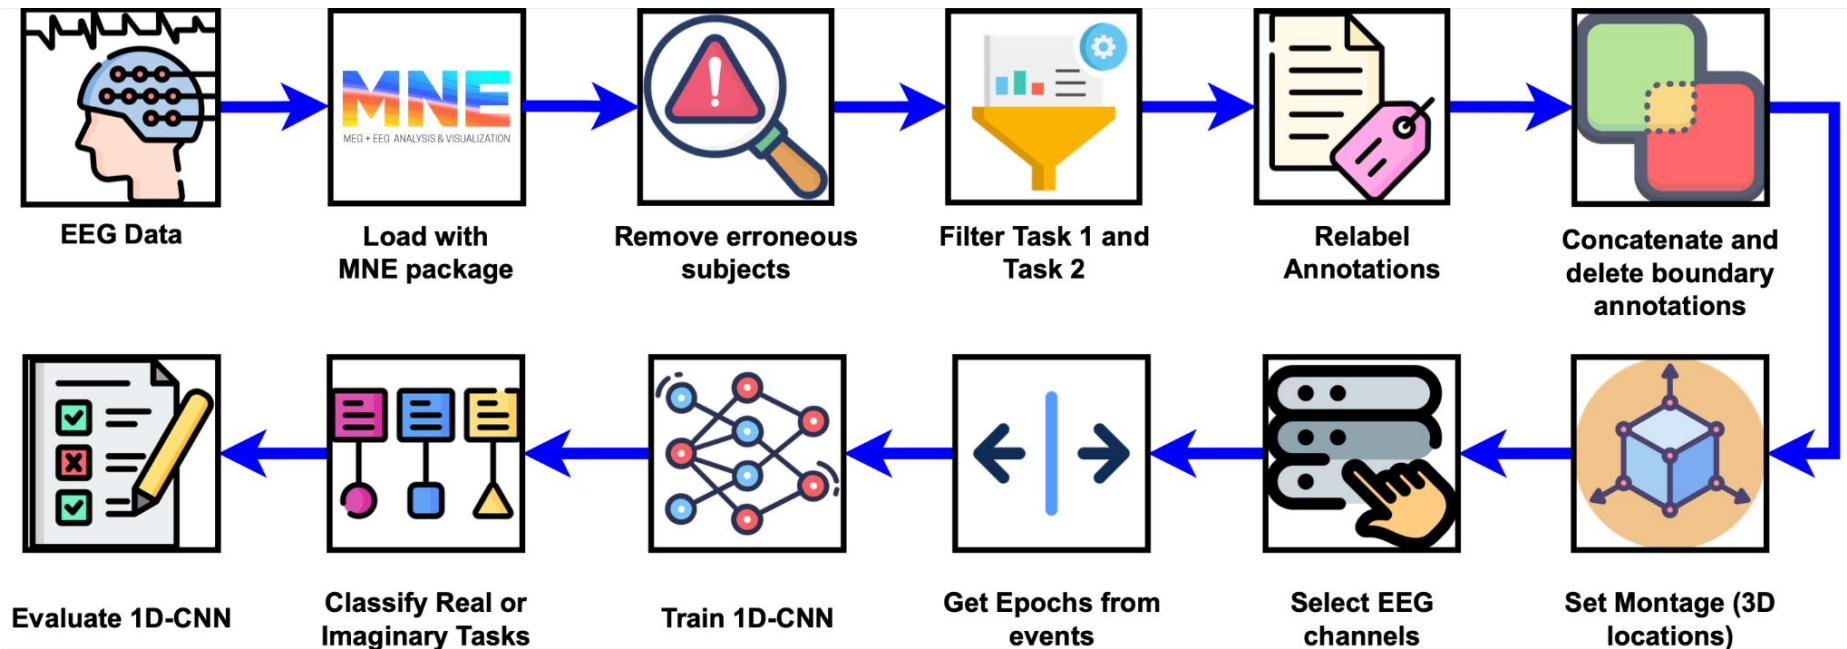 MNE
MEG + EEG ANALYSIS & VISUALIZATION
EEG Data
Load with
MNE package
Remove erroneous
subjects
Filter Task 1 and
Task 2
Relabel
Annotations
Concatenate and
delete boundary
annotations
Evaluate 1D-CNN
Classify Real or
Imaginary Tasks
Train 1D-CNN
Get Epochs from
events
Select EEG
channels
Set Montage (3D
locations)